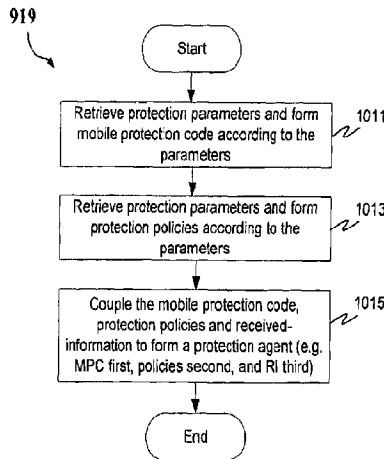 919
Start
Retrieve protection parameters and form
mobile protection code according to the
parameters
1011
Retrieve protection parameters and form
protection policies according to the
parameters
1013
Couple the mobile protection code,
protection policies and received-
information to form a protection agent (e.g.
MPC first, policies second, and RI third)
1015
End